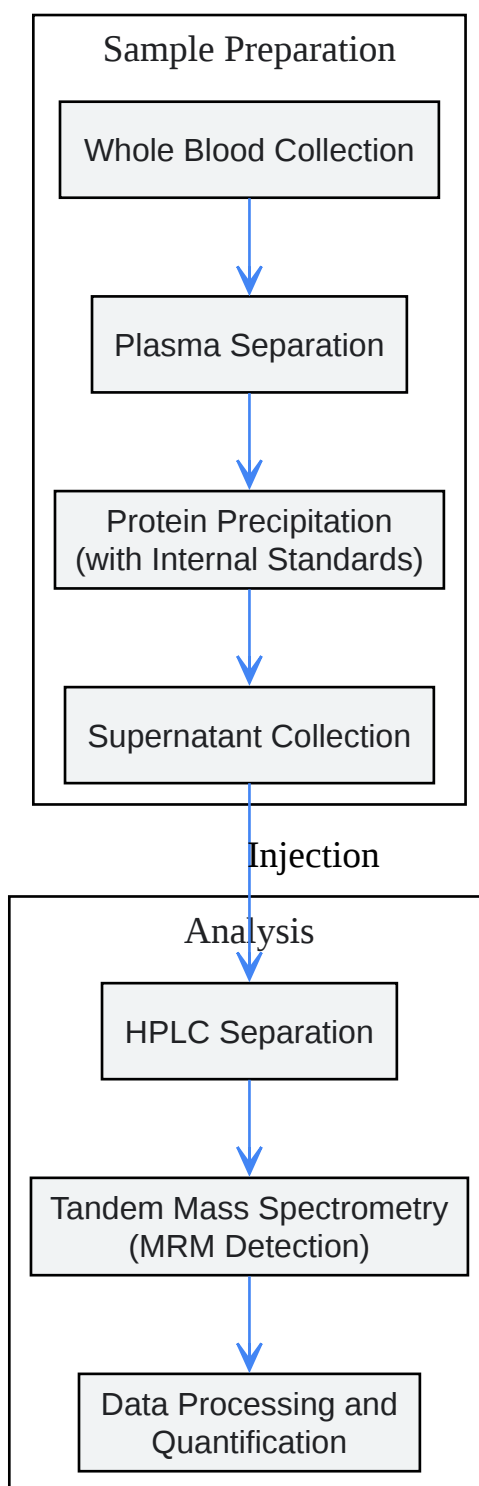 Sample Preparation
Whole Blood Collection
Plasma Separation
Protein Precipitation
(with Internal Standards)
Supernatant Collection
Injection
Analysis
HPLC Separation
Tandem Mass Spectrometry
(MRM Detection)
Data Processing and
Quantification